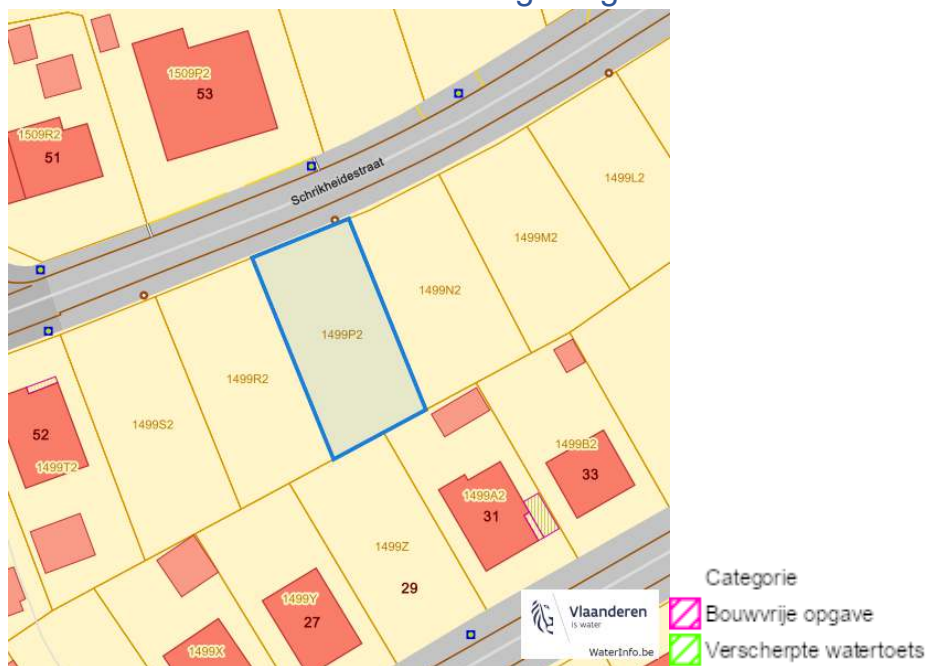 1509P2
53
1509R2
51
Schrikheidestraat
1499L2
1499M2
1499N2
1499P2
1499R2
1499S2
52
1499T2
1499B2
33
1499A2
31
1499Z
29
1499Y
27
1499X
Vlaanderen
is water
WaterInfo.be
Categorie
Bouwvrije opgave
Verscherpte watertoets